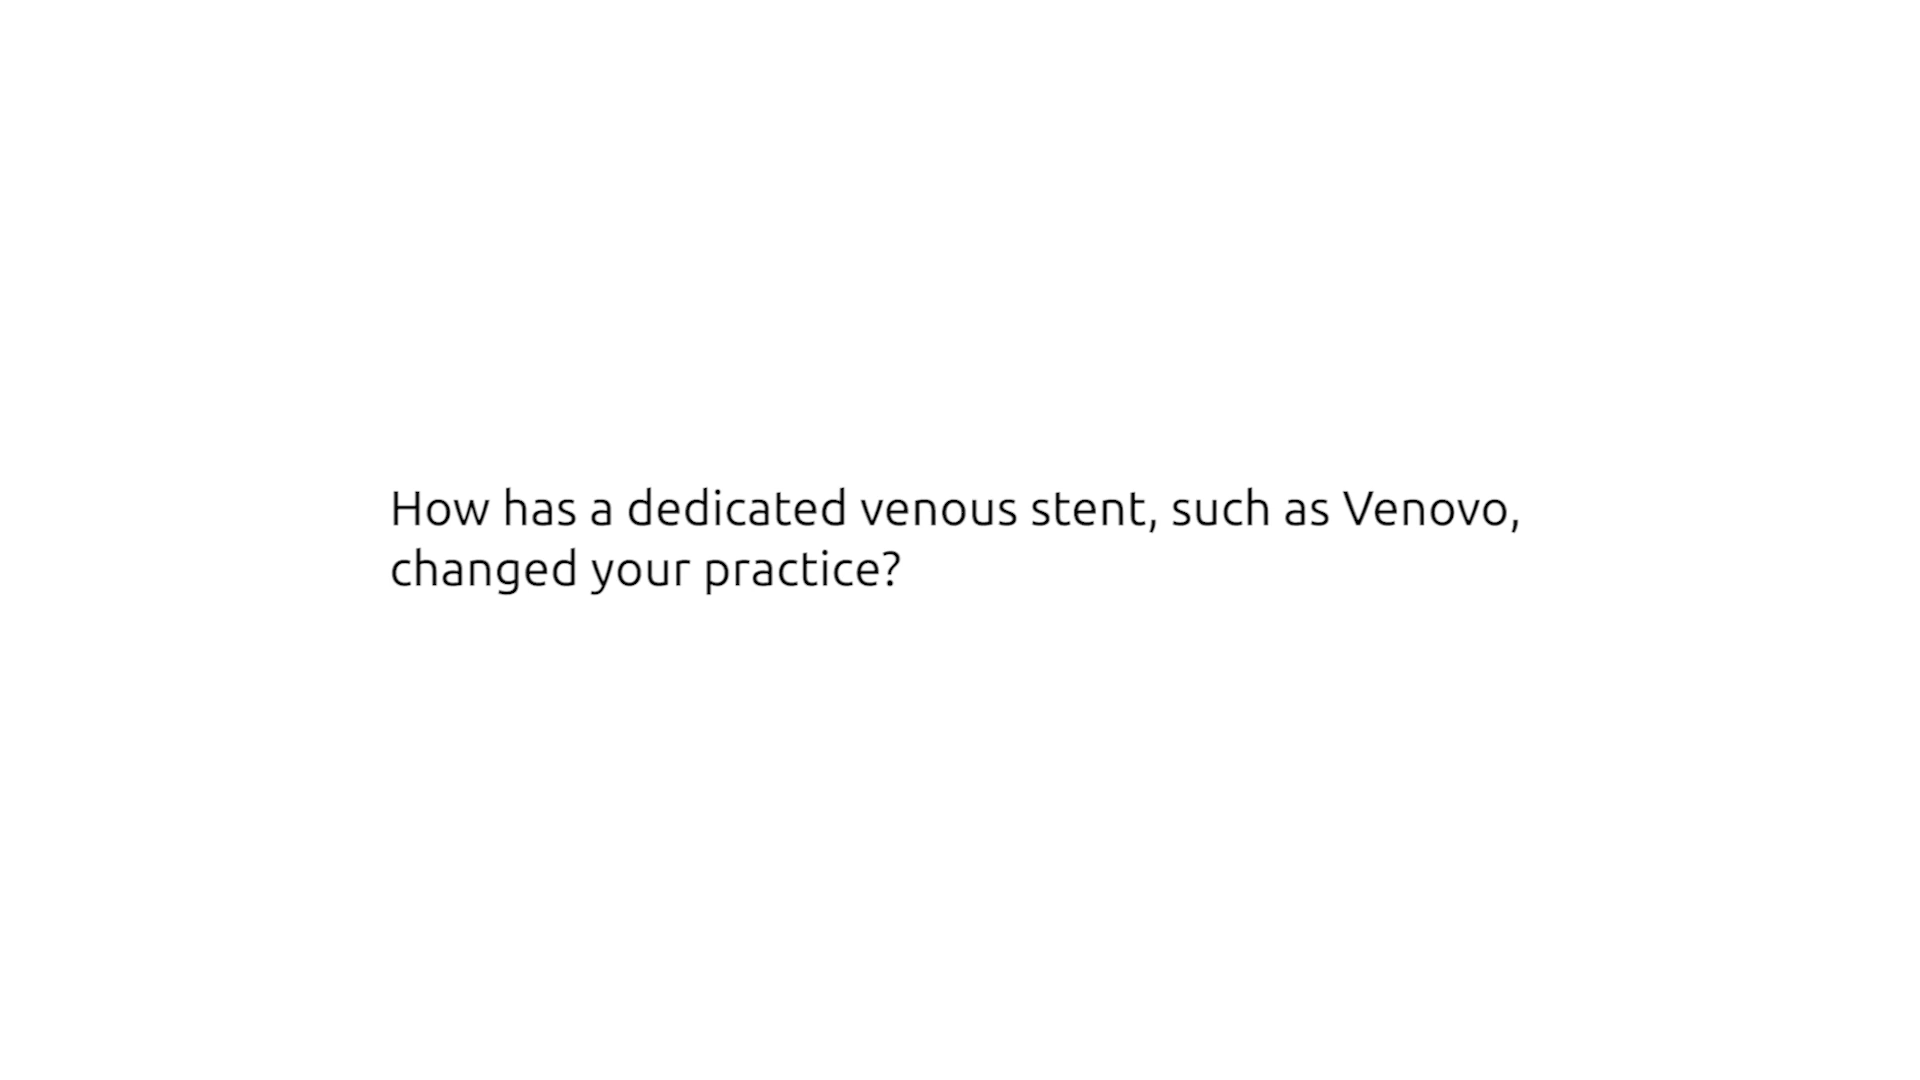 How has a dedicated venous stent, such as Venovo,
changed your practice?